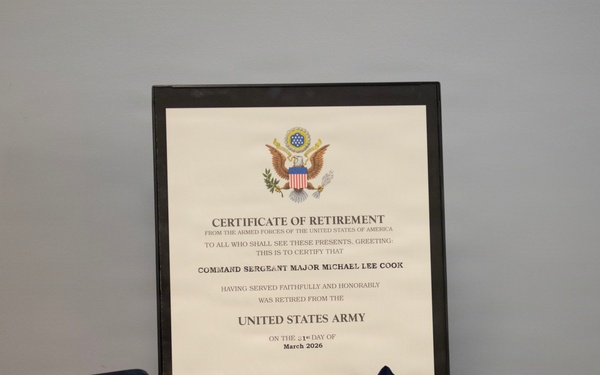 CERTIFICATE OF RETIREMENT
FROM THE ARMED FORCES OF THE UNITED STATES OF AMERICA
TO ALL WHO SHALL SEE THESE PRESENTS, GREETING:
THIS IS TO CERTIFY THAT
COMMAND SERGEANT MAJOR MICHAEL LEE COOK
HAVING SERVED FAITHFULLY AND HONORABLY
WAS RETIRED FROM THE
UNITED STATES ARMY
ON THE DAY OF
March 2026